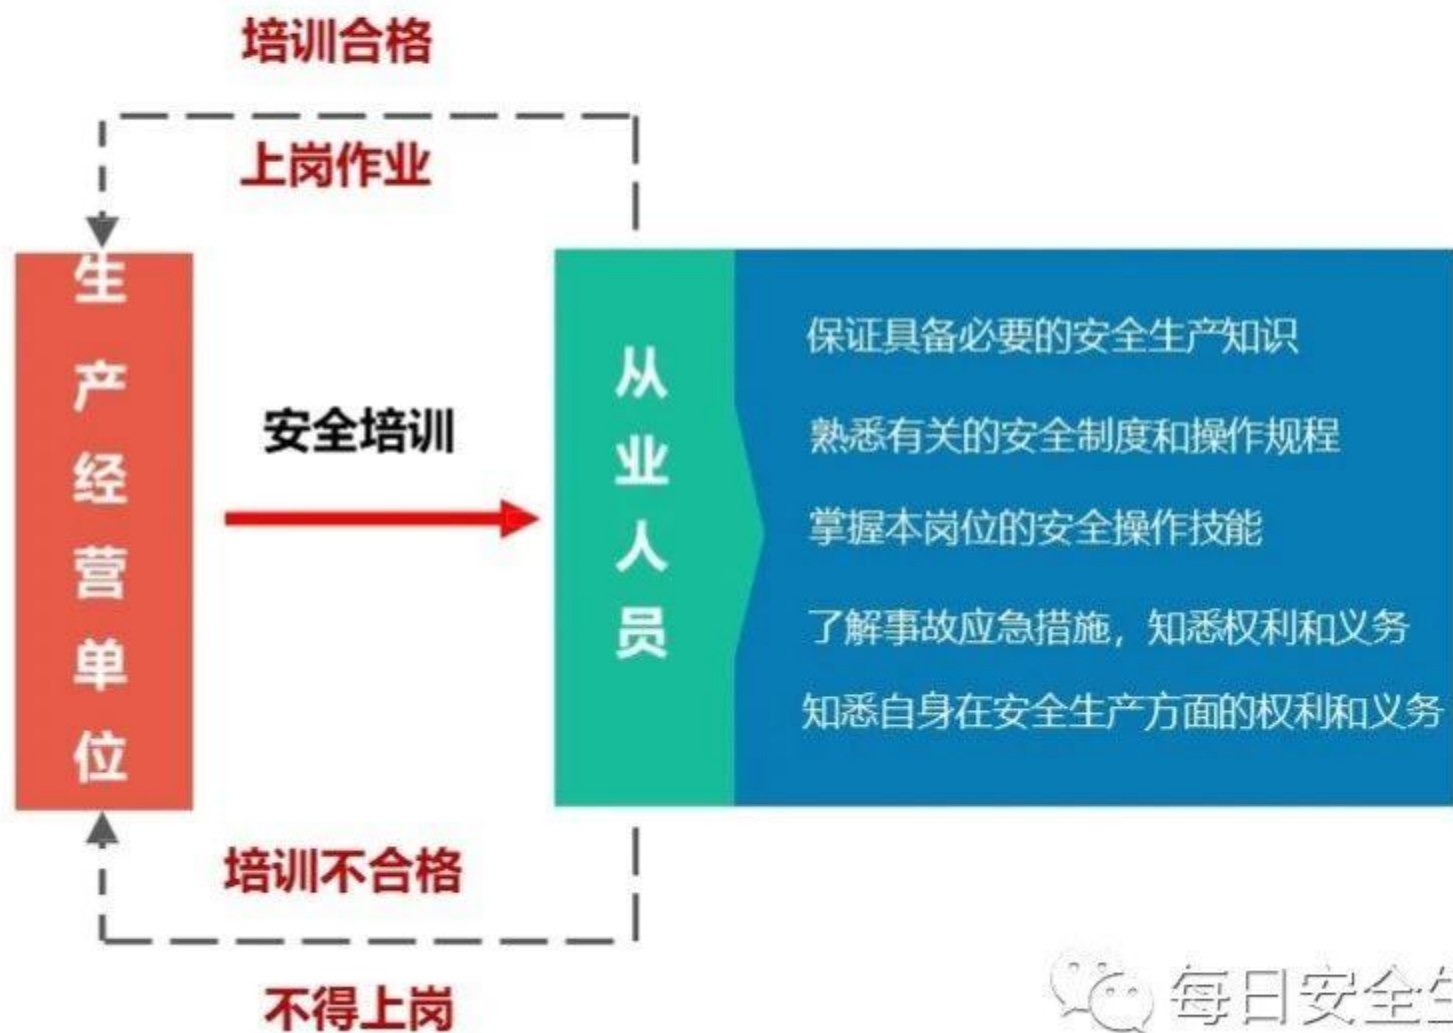 培训合格
上岗作业
生产经营单位
安全培训
从业人员
保证具备必要的安全生产知识
熟悉有关的安全制度和操作规程
掌握本岗位的安全操作技能
了解事故应急措施，知悉权利和义务
知悉自身在安全生产方面的权利和义务
培训不合格
不得上岗
每日安全生